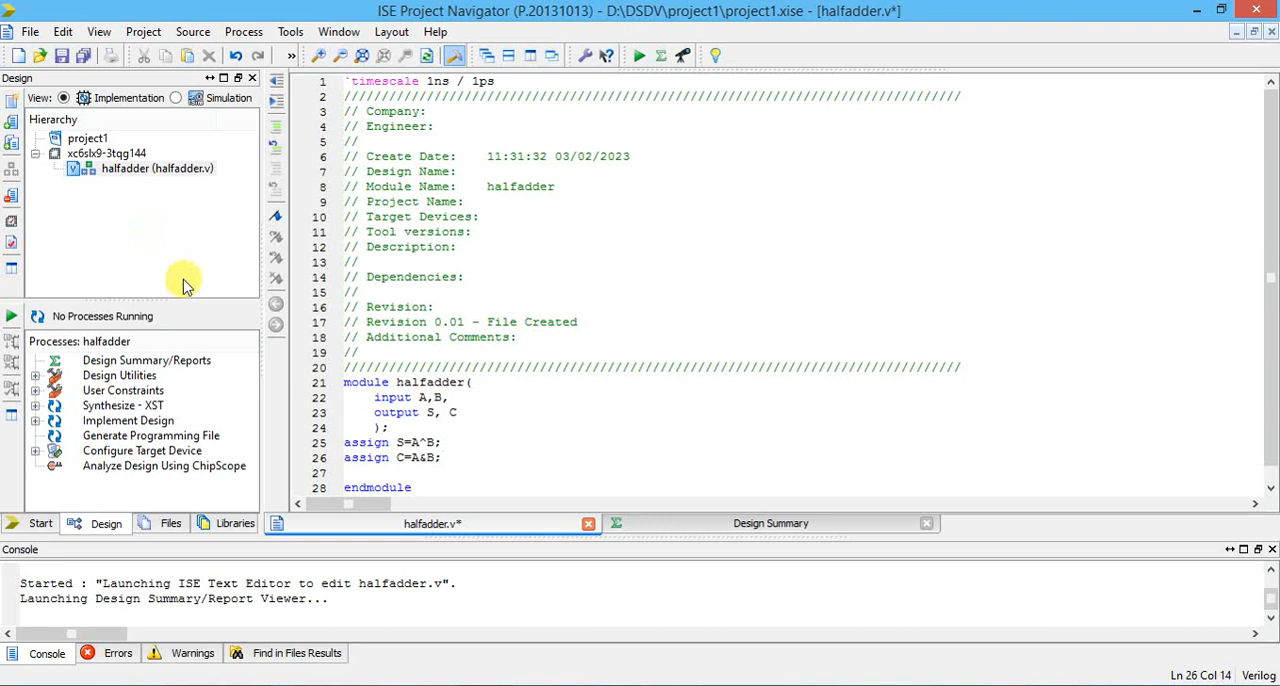 ISE Project Navigator (P.20131013) - D:\DSDV\project1\project1.xise - [halfadder.v*]
File Edit View Project Source Process Tools Window Layout Help
»
Design
View: Implementation Simulation
Hierarchy
project1
xc6slx9-3tqg144
halfadder (halfadder.v)
No Processes Running
Processes: halfadder
Design Summary/Reports
Design Utilities
User Constraints
Synthesize - XST
Implement Design
Generate Programming File
Configure Target Device
Analyze Design Using ChipScope
Start Design Files Libraries
1 `timescale 1ns / 1ps
2 //////////////////////////////////////////////////////////////////////////////////
3 // Company:
4 // Engineer:
5 //
6 // Create Date:    11:31:32 03/02/2023
7 // Design Name:
8 // Module Name:    halfadder
9 // Project Name:
10 // Target Devices:
11 // Tool versions:
12 // Description:
13 //
14 // Dependencies:
15 //
16 // Revision:
17 // Revision 0.01 - File Created
18 // Additional Comments:
19 //
20 //////////////////////////////////////////////////////////////////////////////////
21 module halfadder(
22     input A,B,
23     output S, C
24     );
25 assign S=A^B;
26 assign C=A&B;
27
28 endmodule
halfadder.v* Design Summary
Console
Started : "Launching ISE Text Editor to edit halfadder.v".
Launching Design Summary/Report Viewer...
Console Errors Warnings Find in Files Results
Ln 26 Col 14 Verilog